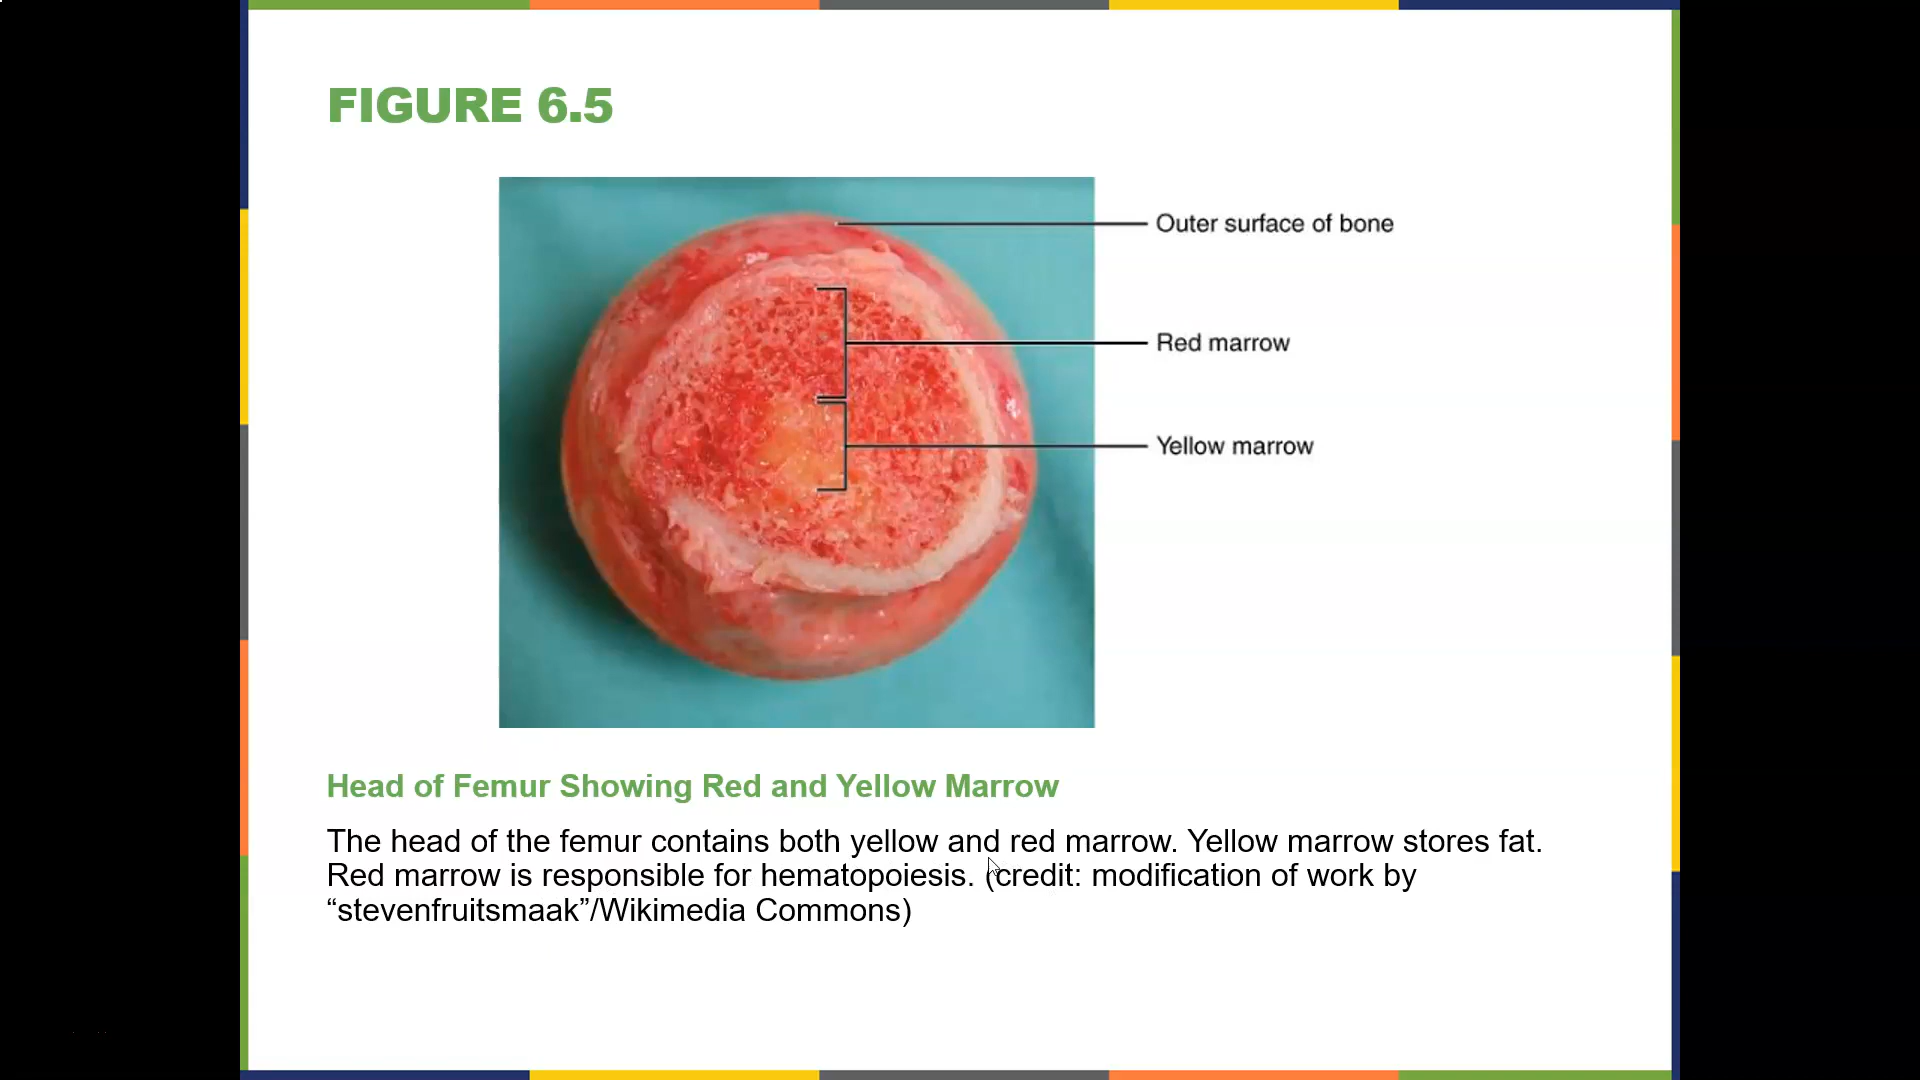 FIGURE 6.5
Outer surface of bone
Red marrow
Yellow marrow
Head of Femur Showing Red and Yellow Marrow
The head of the femur contains both yellow and red marrow. Yellow marrow stores fat.
Red marrow is responsible for hematopoiesis. (credit: modification of work by
“stevenfruitsmaak”/Wikimedia Commons)